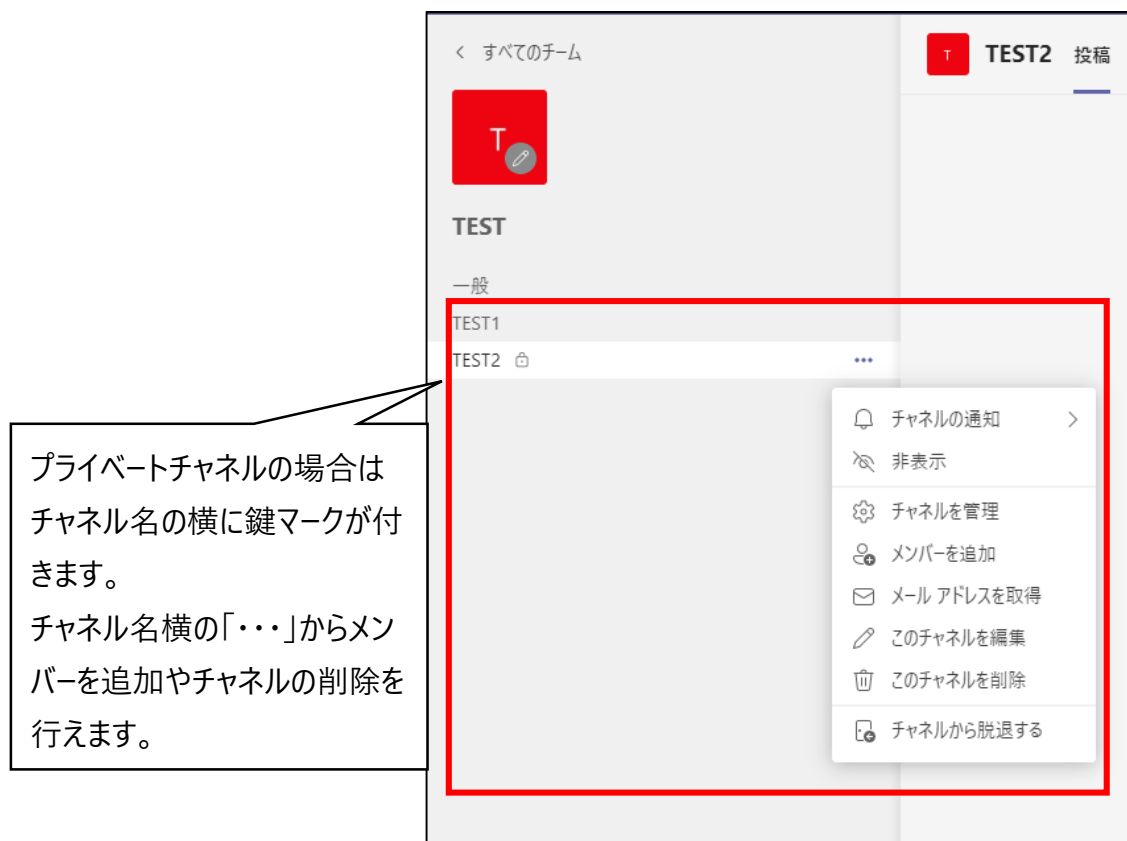 < すべてのチーム
T
TEST
一般
TEST1
TEST2
•••
プライベートチャネルの場合は
チャネル名の横に鍵マークが付
きます。
チャネル名横の「・・・」からメン
バーを追加やチャネルの削除を
行えます。
チャネルの通知 >
非表示
チャネルを管理
メンバーを追加
メール アドレスを取得
このチャネルを編集
このチャネルを削除
チャネルから脱退する
T TEST2 投稿